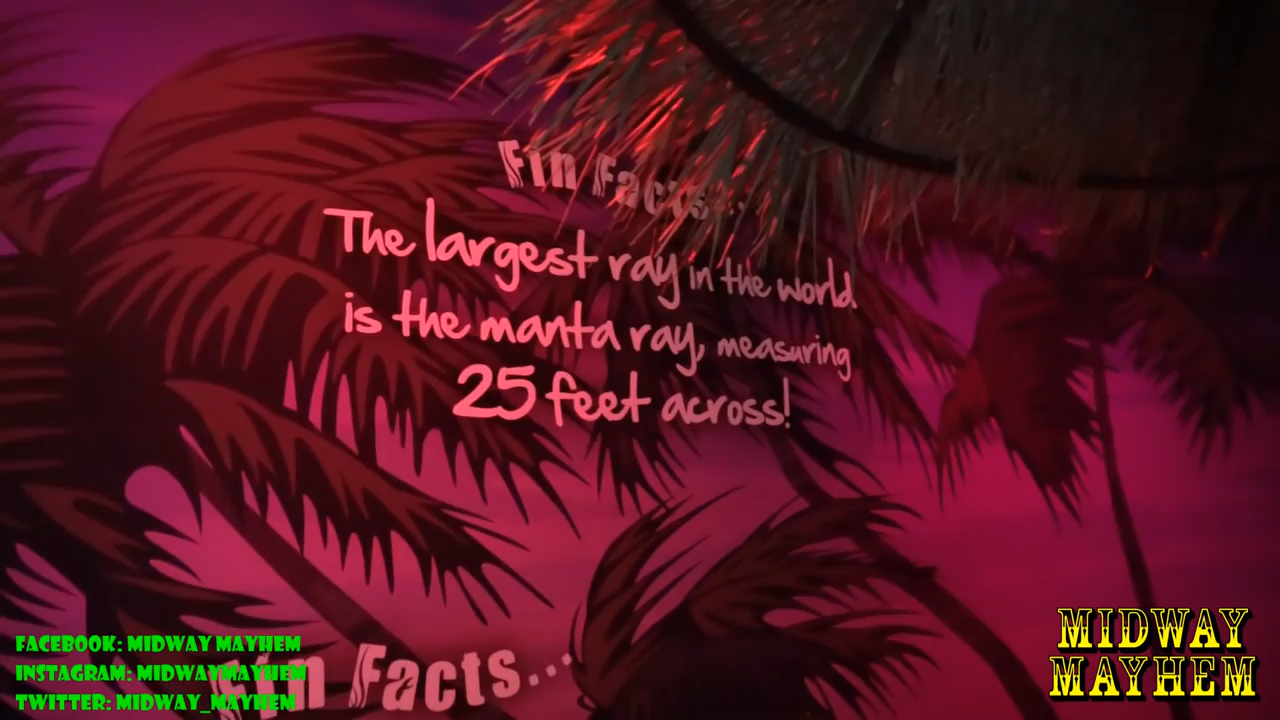 Fin Facts...
The largest ray in the world
is the manta ray, measuring
25 feet across!
Fin Facts...
FACEBOOK: MIDWAY MAYHEM
INSTAGRAM: MIDWAYMAYHEM
TWITTER: MIDWAY_MAYHEM
MIDWAY
MAYHEM